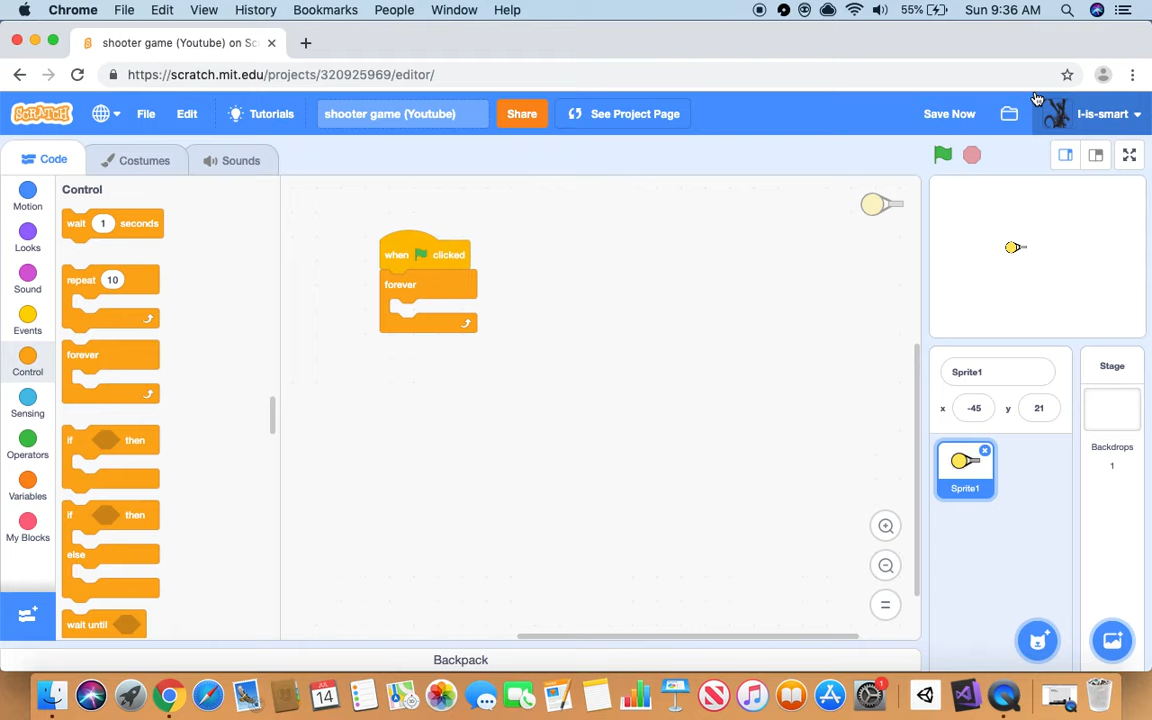 Chrome File Edit View History Bookmarks People Window Help 55% Sun 9:36 AM
shooter game (Youtube) on Sc
https://scratch.mit.edu/projects/320925969/editor/
SCRATCH File Edit Tutorials shooter game (Youtube) Share See Project Page Save Now I-is-smart
Code Costumes Sounds
Motion
Looks
Sound
Events
Control
Sensing
Operators
Variables
My Blocks
Control
wait 1 seconds
repeat 10
forever
if then
if then
else
wait until
when clicked
forever
Sprite1
x -45 y 21
Sprite1
Stage
Backdrops
1
Backpack
JUL
14
1